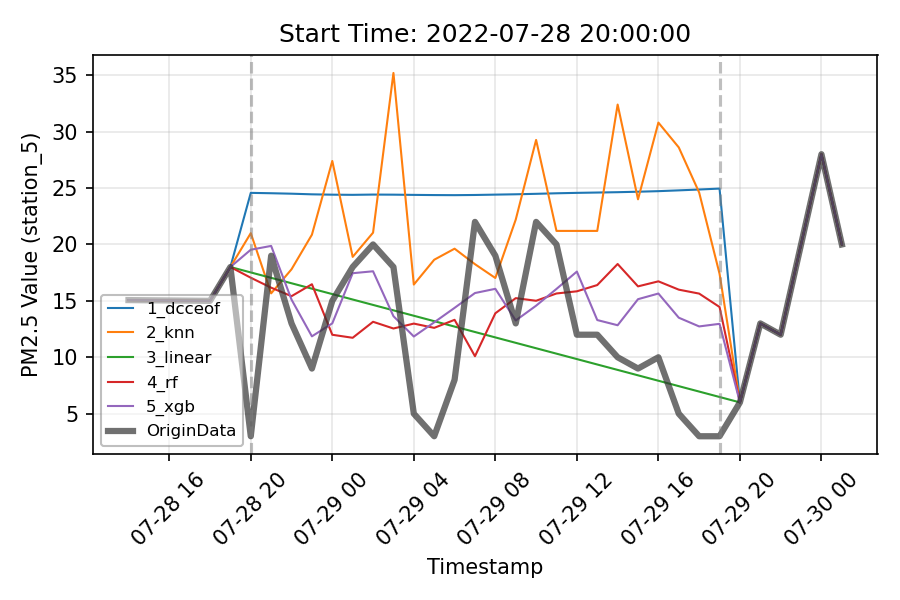 Start Time: 2022-07-28 20:00:00
PM2.5 Value (station_5)
35
30
25
20
15
10
5
1_dcceof
2_knn
3_linear
4_rf
5_xgb
OriginData
07-28 16
07-28 20
07-29 00
07-29 04
07-29 08
07-29 12
07-29 16
07-29 20
07-30 00
Timestamp